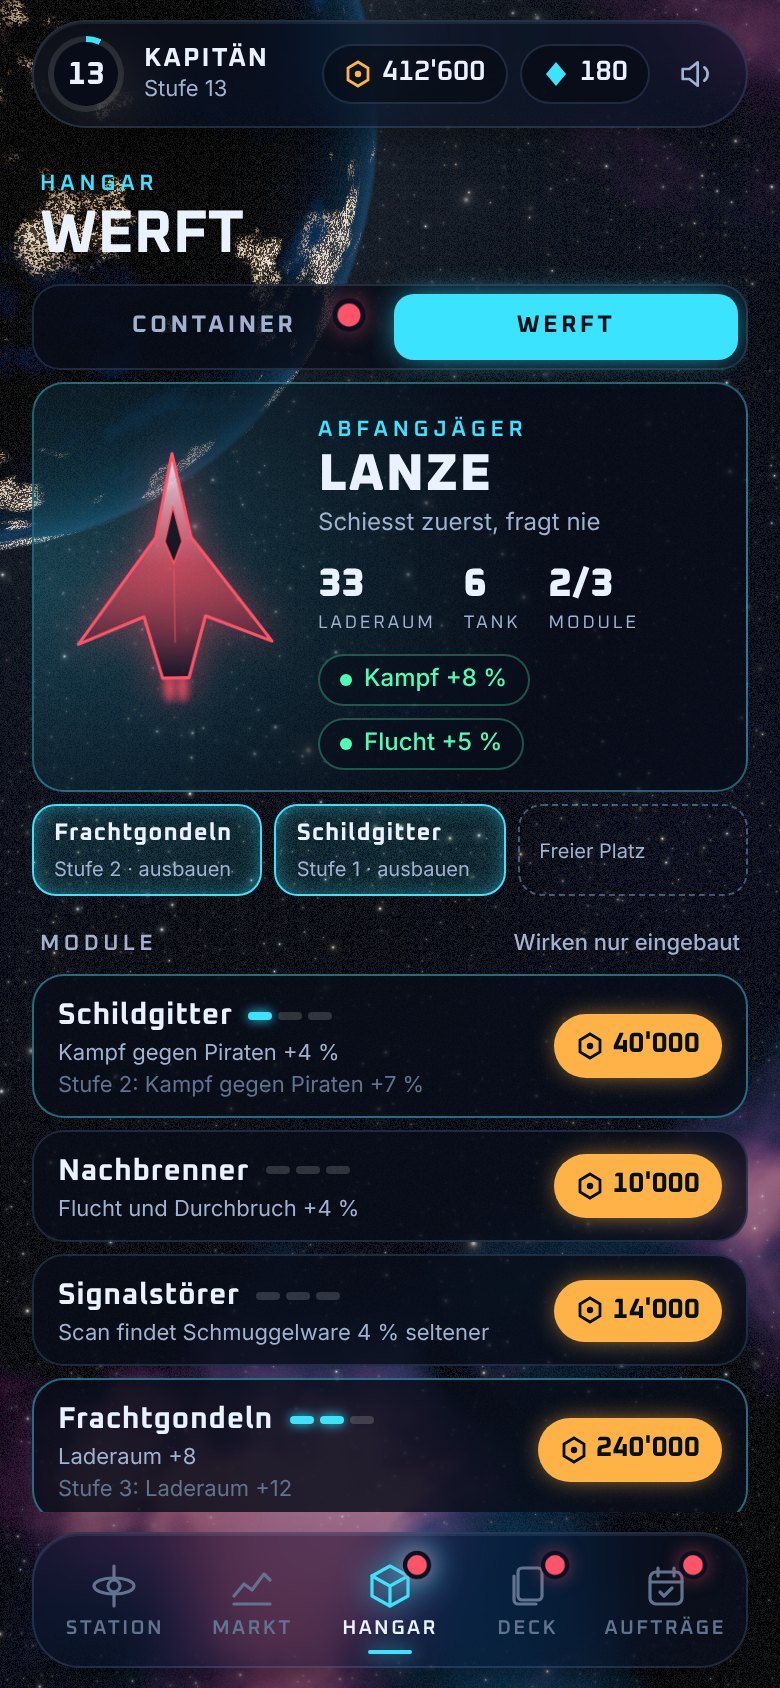 13
KAPITÄN
Stufe 13
412'600
180
HANGAR
WERFT
CONTAINER
WERFT
ABFANGJÄGER
LANZE
Schiesst zuerst, fragt nie
33 6 2/3
LADERAUM TANK MODULE
Kampf +8 %
Flucht +5 %
Frachtgondeln
Stufe 2 · ausbauen
Schildgitter
Stufe 1 · ausbauen
Freier Platz
MODULE
Wirken nur eingebaut
Schildgitter
Kampf gegen Piraten +4 %
Stufe 2: Kampf gegen Piraten +7 %
40'000
Nachbrenner
Flucht und Durchbruch +4 %
10'000
Signalstörer
Scan findet Schmuggelware 4 % seltener
14'000
Frachtgondeln
Laderaum +8
Stufe 3: Laderaum +12
240'000
STATION
MARKT
HANGAR
DECK
AUFTRÄGE